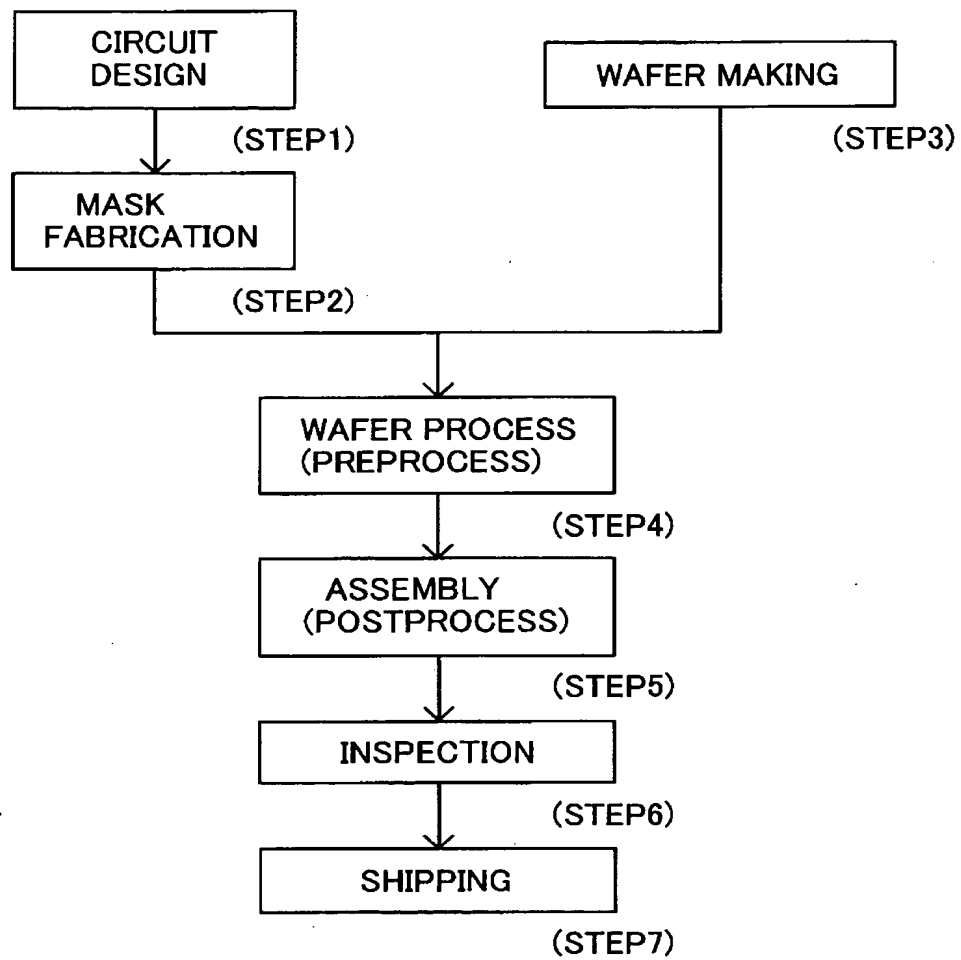 CIRCUIT
DESIGN
(STEP1)
MASK
FABRICATION
(STEP2)
WAFER MAKING
(STEP3)
WAFER PROCESS
(PREPROCESS)
(STEP4)
ASSEMBLY
(POSTPROCESS)
(STEP5)
INSPECTION
(STEP6)
SHIPPING
(STEP7)